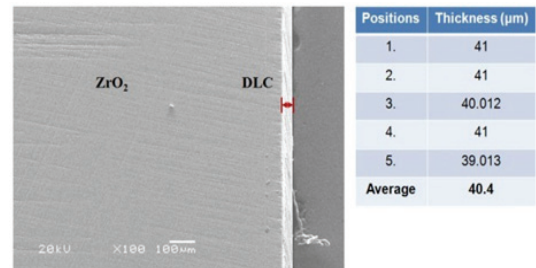 ZrO₂
DLC
20kU X100 100μm
Positions Thickness (μm)
1. 41
2. 41
3. 40.012
4. 41
5. 39.013
Average 40.4